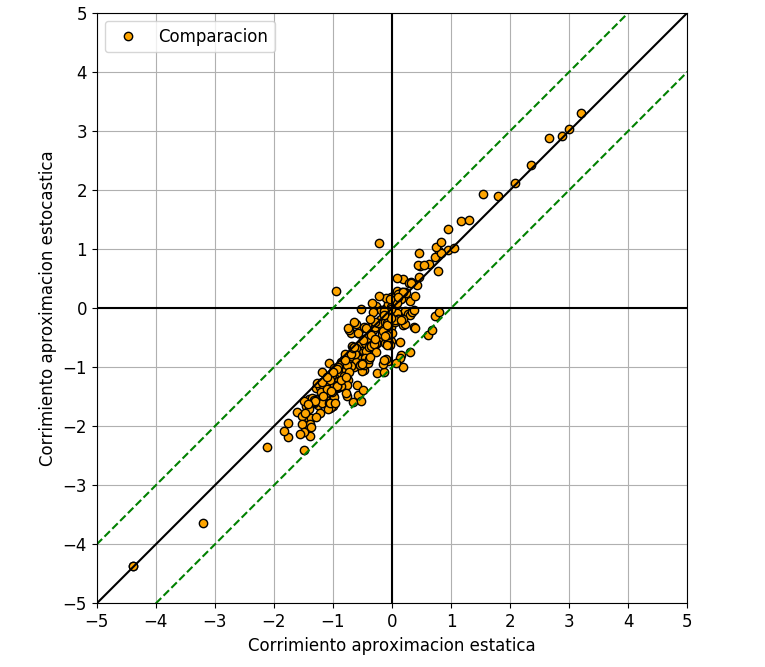 Comparacion
5
4
3
2
1
0
−1
−2
−3
−4
−5
Corrimiento aproximacion estocastica
−5 −4 −3 −2 −1 0 1 2 3 4 5
Corrimiento aproximacion estatica